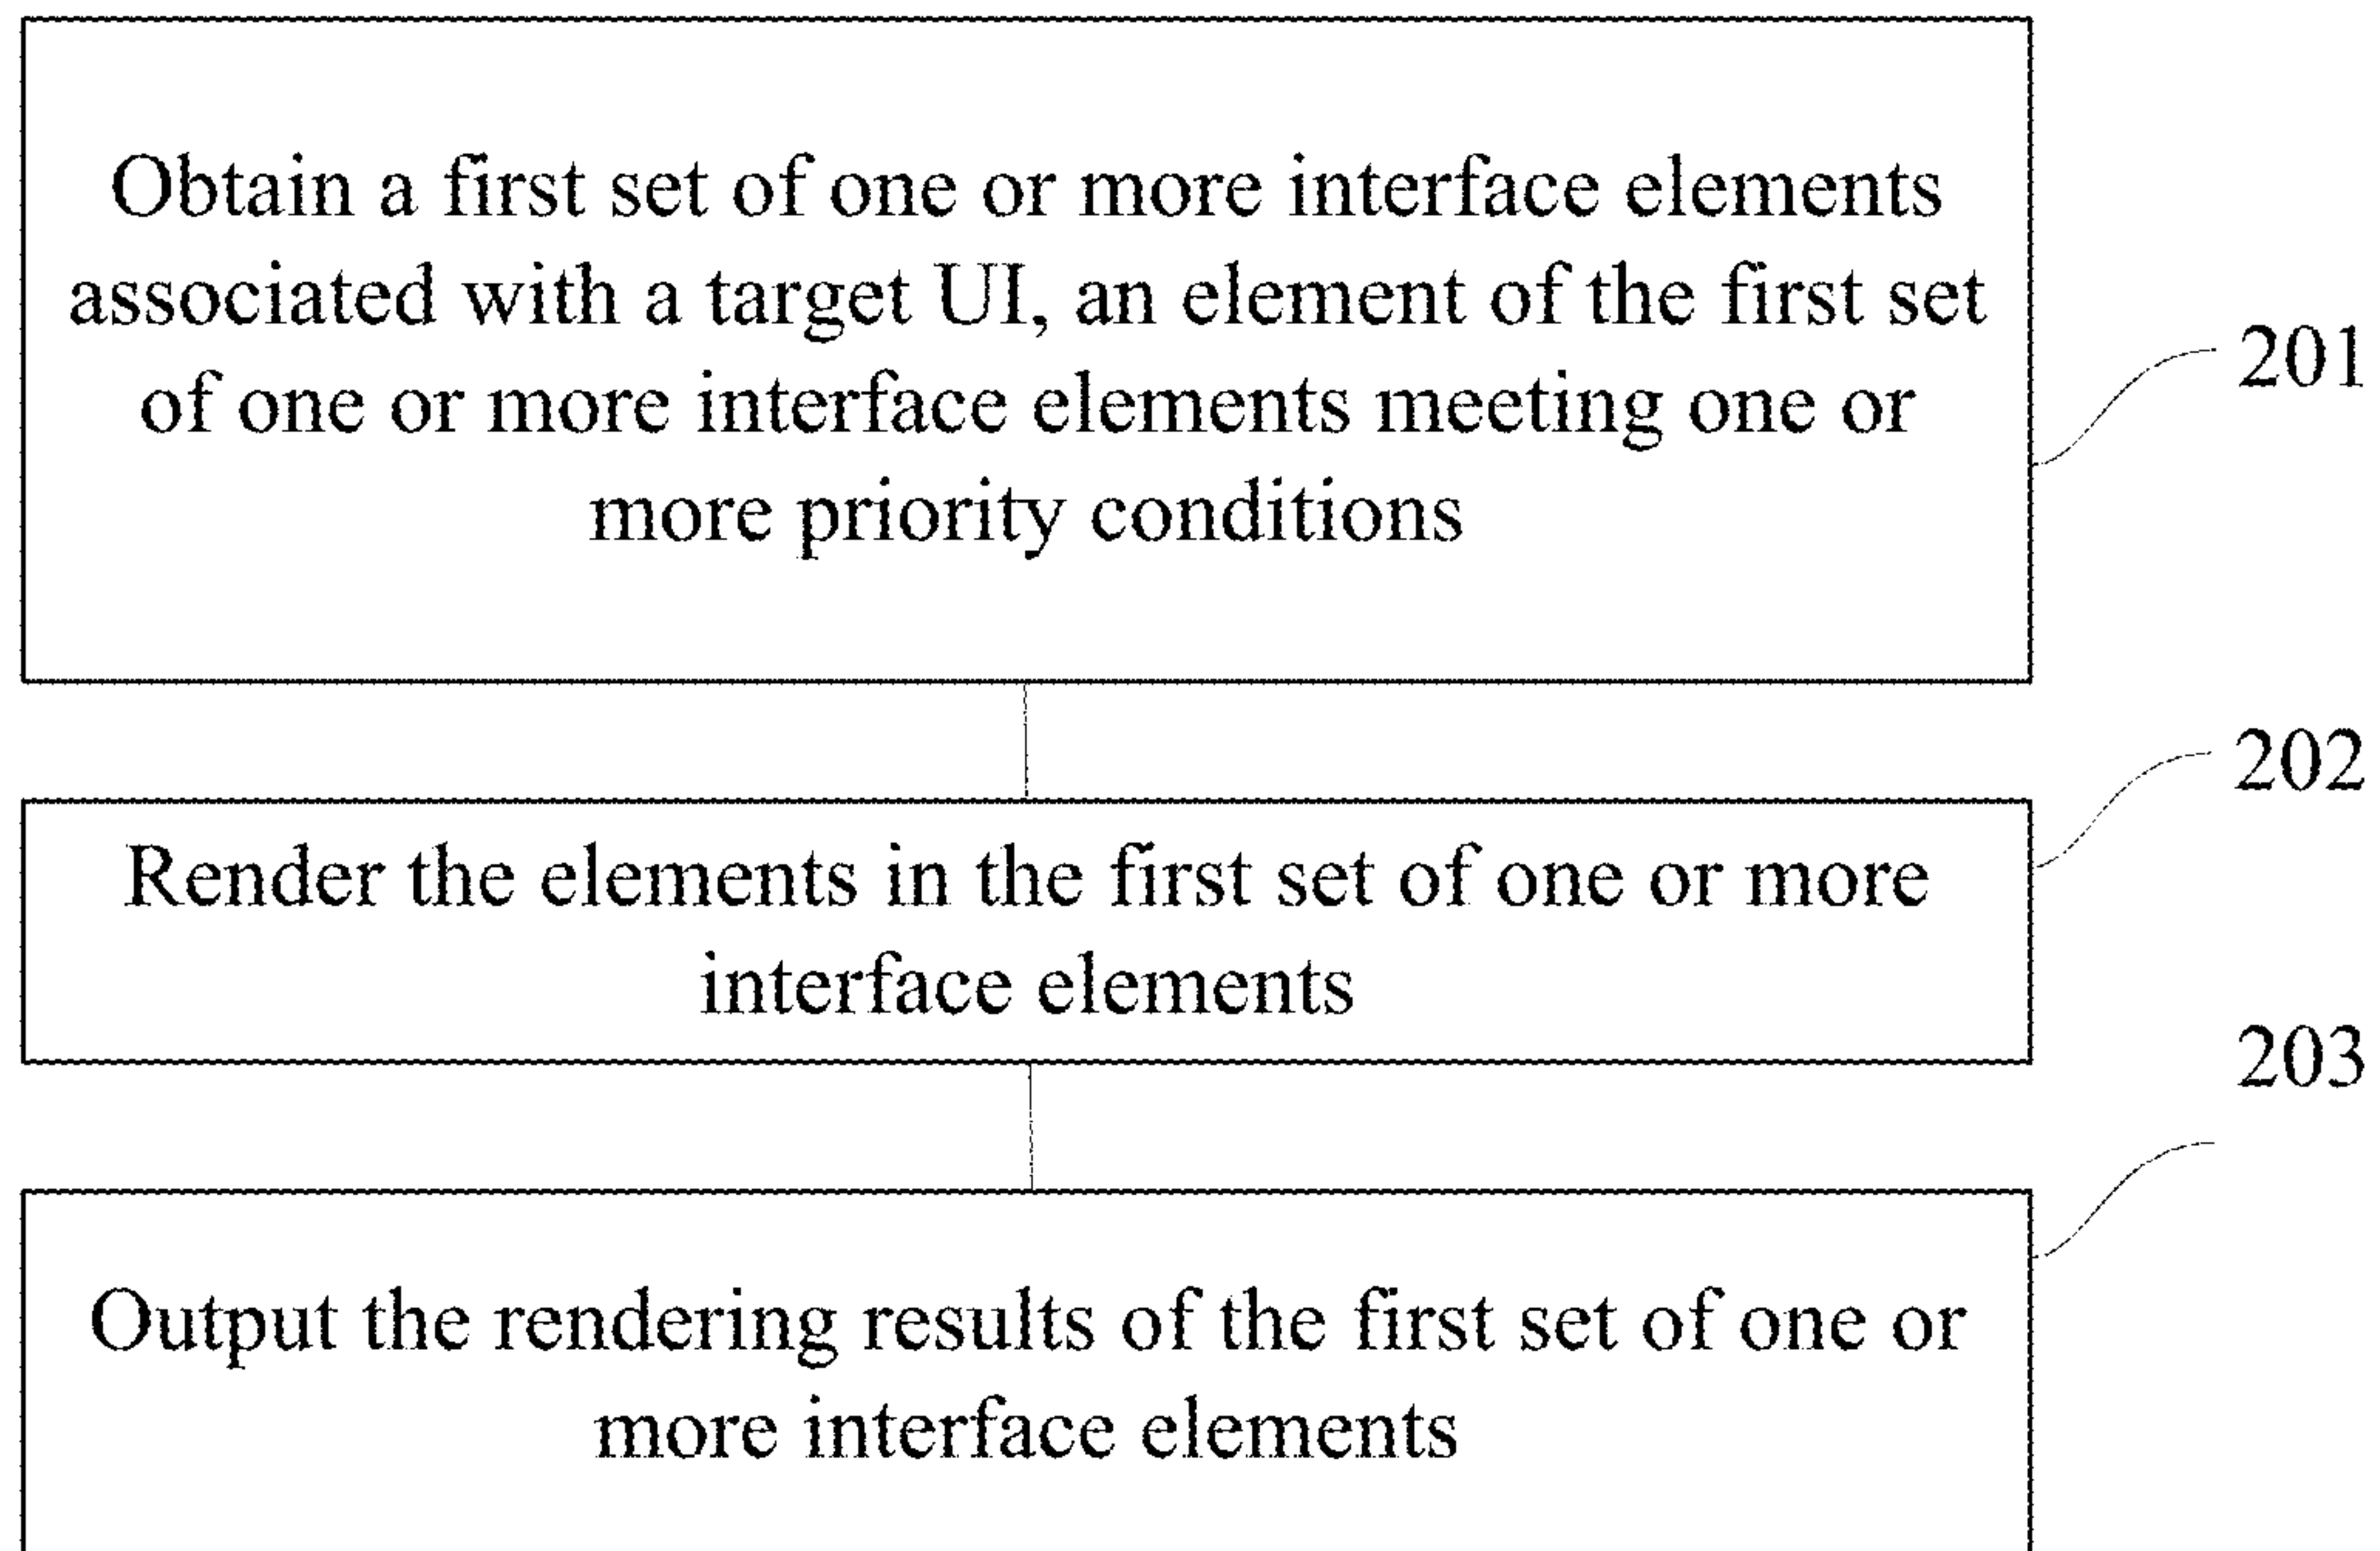 Obtain a first set of one or more interface elements
associated with a target UI, an element of the first set
of one or more interface elements meeting one or
more priority conditions
201
202
Render the elements in the first set of one or more
interface elements
203
Output the rendering results of the first set of one or
more interface elements